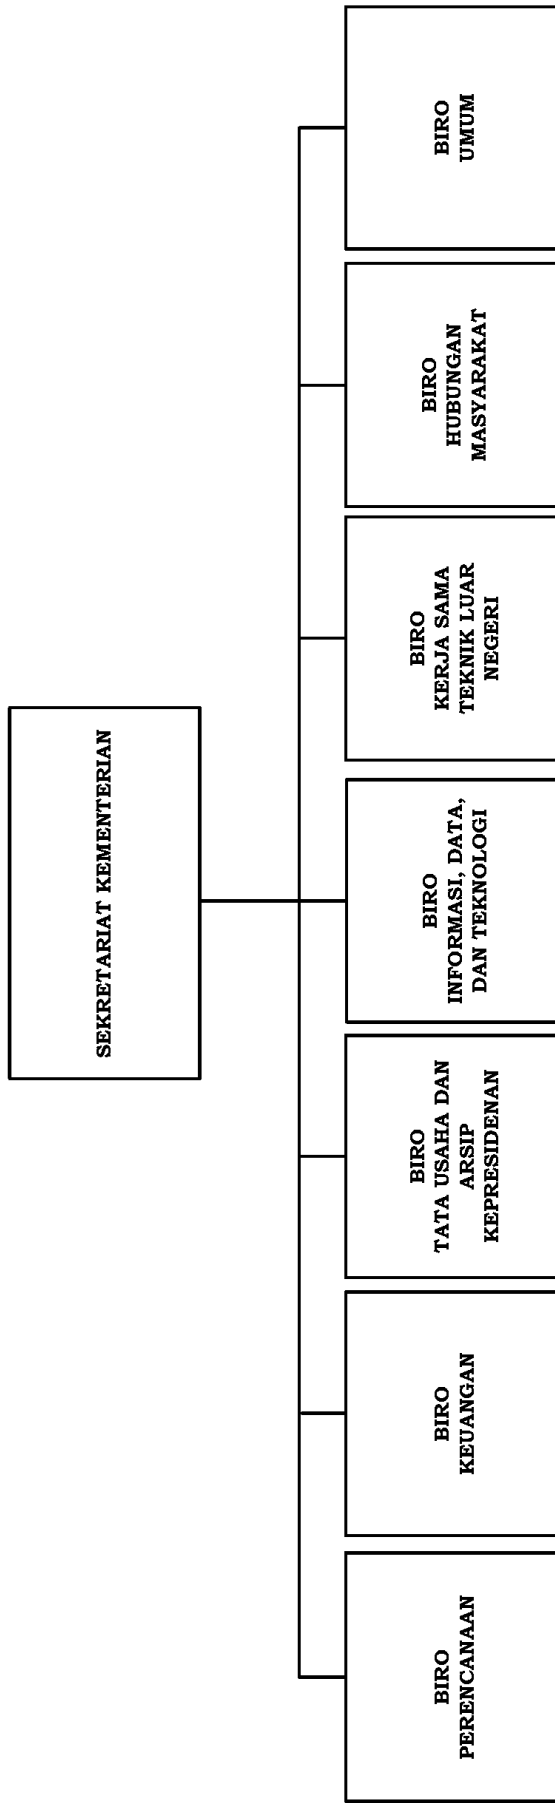 SEKRETARIAT KEMENTERIAN
BIRO
PERENCANAAN
BIRO
KEUANGAN
BIRO
TATA USAHA DAN
ARSIP
KEPRESIDENAN
BIRO
INFORMASI, DATA,
DAN TEKNOLOGI
BIRO
KERJA SAMA
TEKNIK LUAR
NEGERI
BIRO
HUBUNGAN
MASYARAKAT
BIRO
UMUM